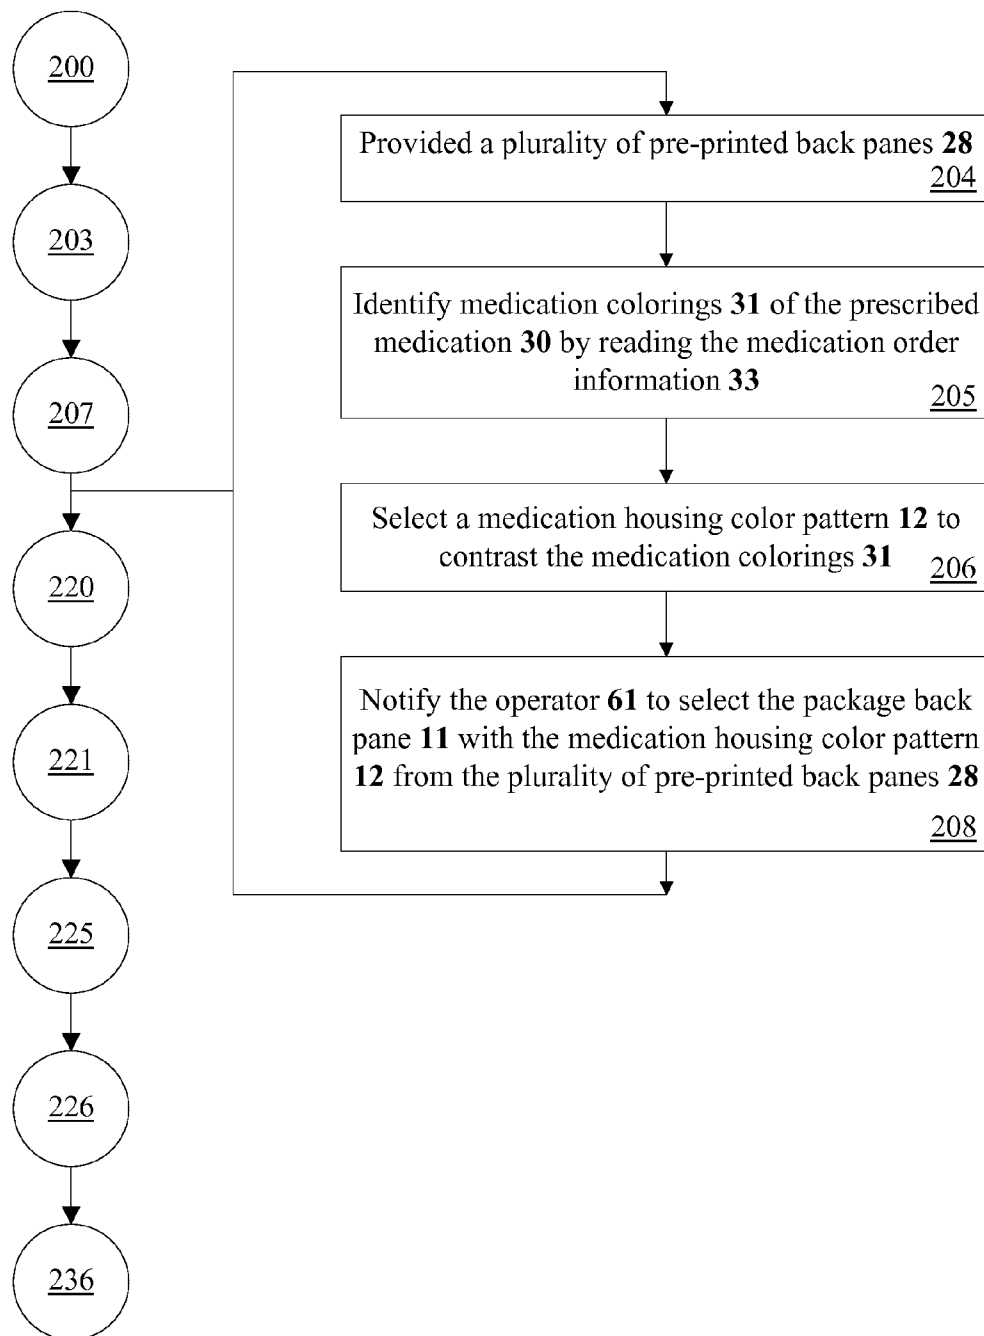 200
203
207
220
221
225
226
236
Provided a plurality of pre-printed back panes 28
204
Identify medication colorings 31 of the prescribed
medication 30 by reading the medication order
information 33
205
Select a medication housing color pattern 12 to
contrast the medication colorings 31
206
Notify the operator 61 to select the package back
pane 11 with the medication housing color pattern
12 from the plurality of pre-printed back panes 28
208